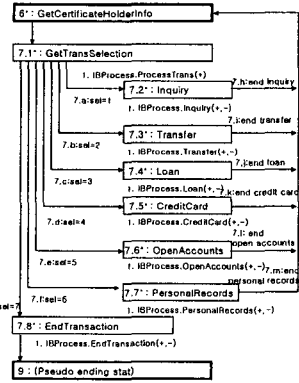 6*: GetCertificateHolderInfo
7.1*: GetTransSelection
1. IBProcess.ProcessTrans(+)
7.h:end Inquiry
7.2*: Inquiry
7.a:sel=1
1. IBProcess.Inquiry(+,-)
7.i:end transfer
7.3*: Transfer
7.b:sel=2
1. IBProcess.Transfer(+,-)
7.j:end loan
7.4*: Loan
7.c:sel=3
1. IBProcess.Loan(+,-)
7.k:end credit card
7.5*: CreditCard
7.d:sel=4
1. IBProcess.CreditCard(+,-)
7.l: end
open accounts
7.6*: OpenAccounts
7.m:end
personal records
7.e:sel=5
1. IBProcess.OpenAccounts(+,-)
7.7*: PersonalRecords
7.f:sel=6
1. IBProcess.PersonalRecords(+,-)
sel=7
7.8*: EndTransaction
1. IBProcess.EndTransaction(+,-)
9 : (Pseudo ending stat)